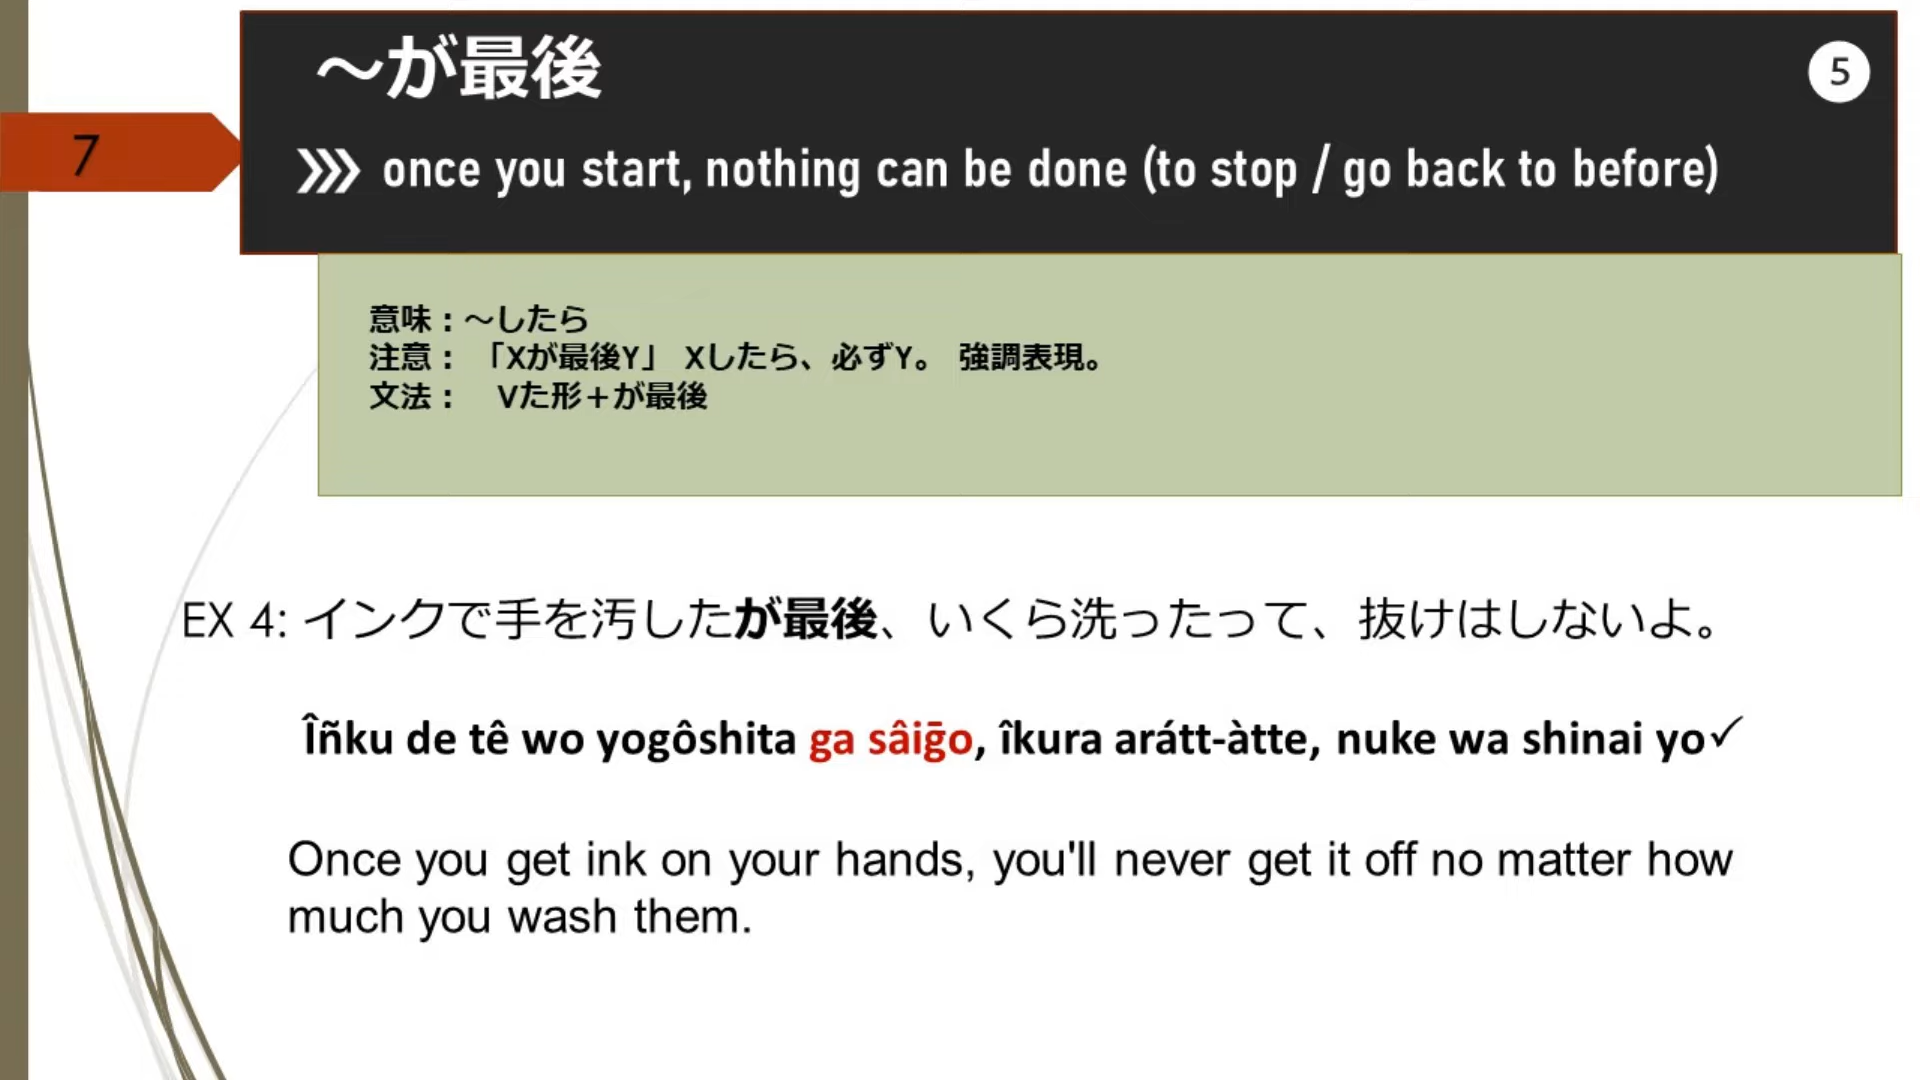 ～が最後
5
7
once you start, nothing can be done (to stop / go back to before)
意味：～したら
注意： 「Xが最後Y」 Xしたら、必ずY。 強調表現。
文法： Vた形＋が最後
EX 4: インクで手を汚したが最後、いくら洗ったって、抜けはしないよ。
Îñku de tê wo yogôshita ga sâiḡo, îkura arátt-àtte, nuke wa shinai yo✓
Once you get ink on your hands, you'll never get it off no matter how
much you wash them.